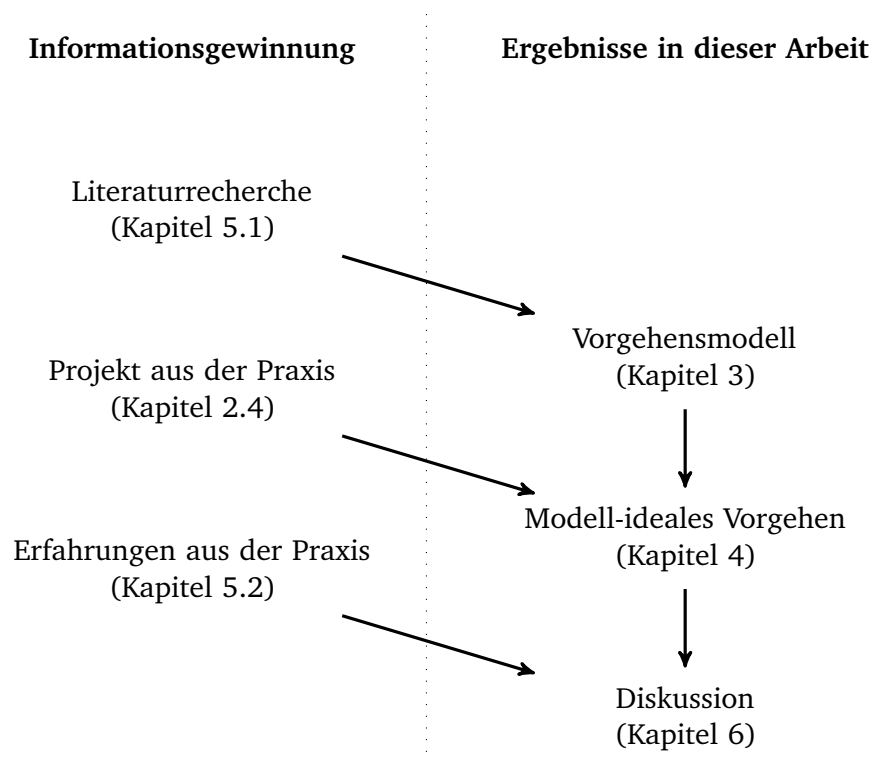 Informationsgewinnung
Ergebnisse in dieser Arbeit
Literaturrecherche
(Kapitel 5.1)
Vorgehensmodell
(Kapitel 3)
Projekt aus der Praxis
(Kapitel 2.4)
Modell-ideales Vorgehen
(Kapitel 4)
Erfahrungen aus der Praxis
(Kapitel 5.2)
Diskussion
(Kapitel 6)